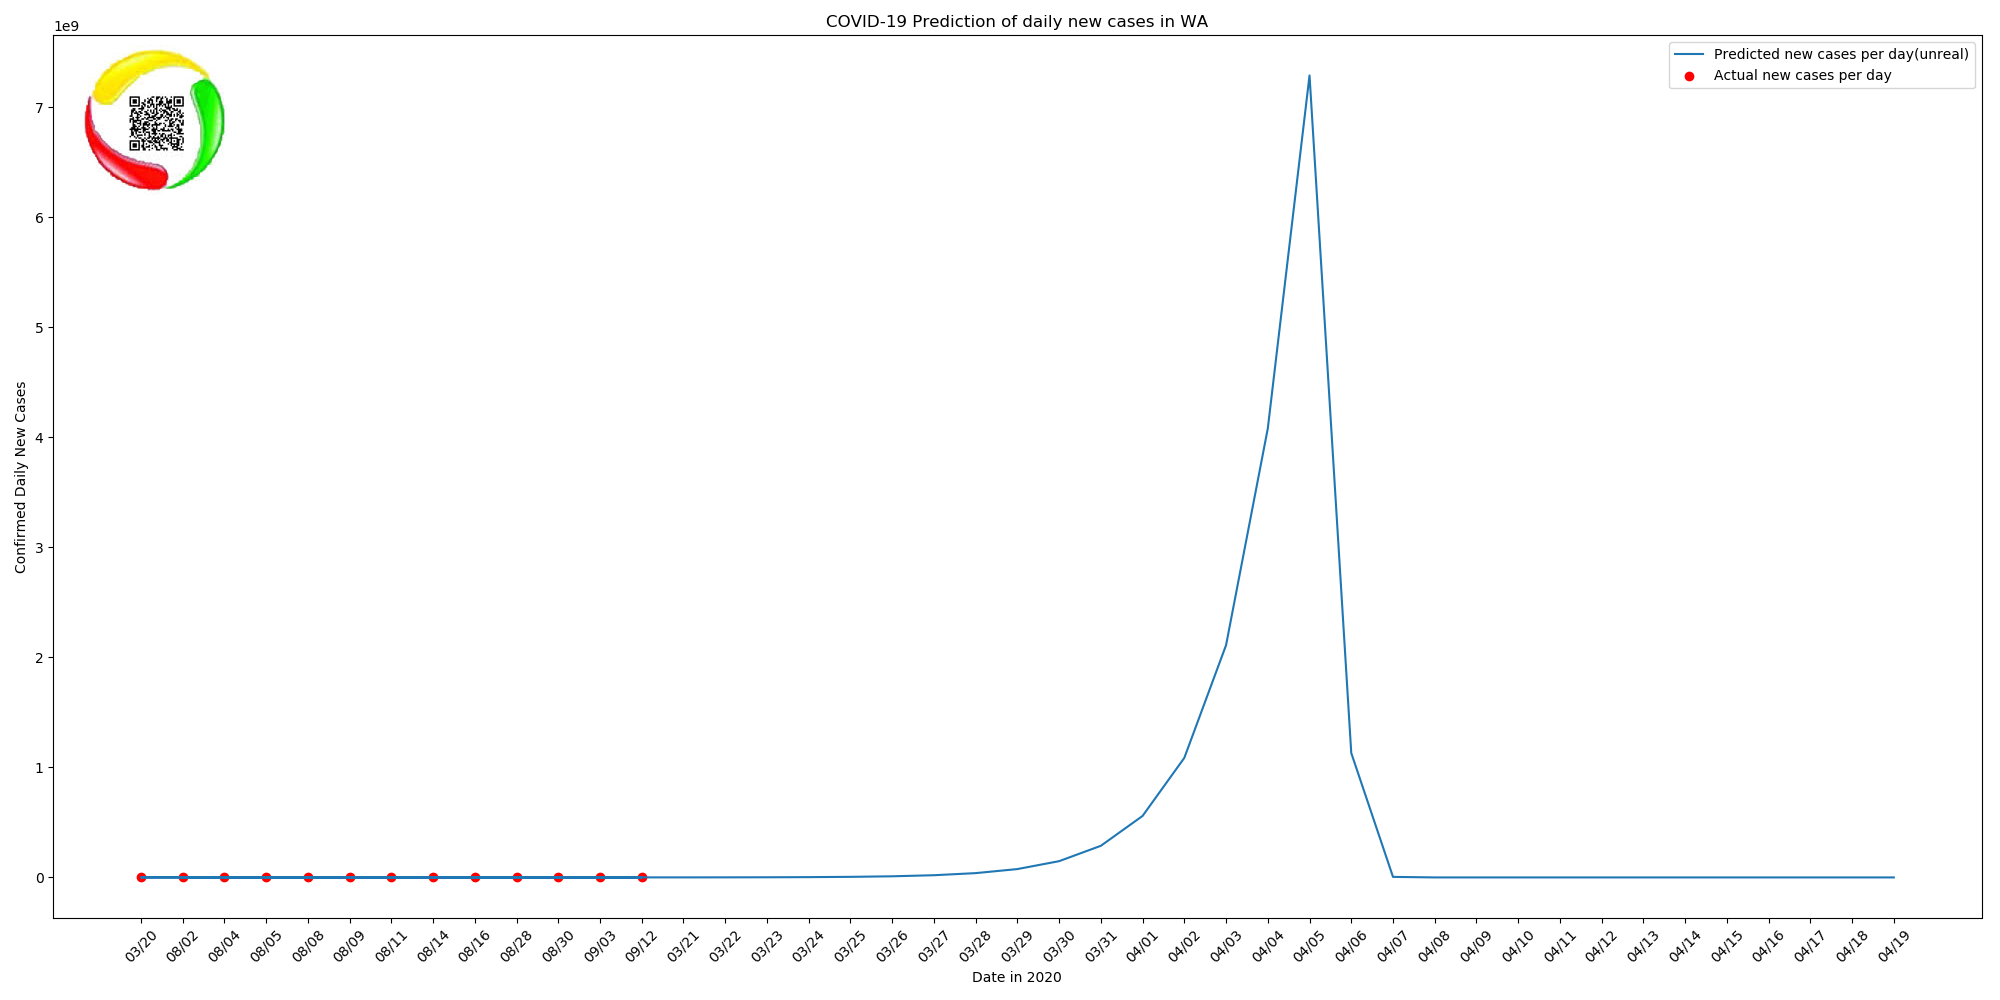 COVID-19 Prediction of daily new cases in WA
1e9
Predicted new cases per day(unreal)
Actual new cases per day
7
6
5
4
3
2
1
0
Confirmed Daily New Cases
03/20 08/02 08/04 08/05 08/08 08/09 08/11 08/14 08/16 08/28 08/30 09/03 09/12 03/21 03/22 03/23 03/24 03/25 03/26 03/27 03/28 03/29 03/30 03/31 04/01 04/02 04/03 04/04 04/05 04/06 04/07 04/08 04/09 04/10 04/11 04/12 04/13 04/14 04/15 04/16 04/17 04/18 04/19
Date in 2020